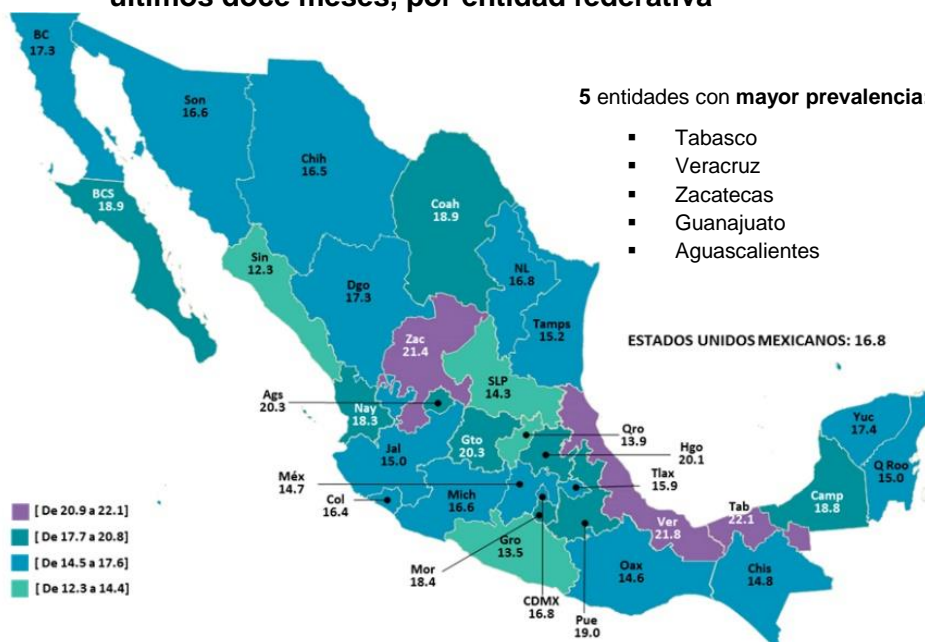 últimos doce meses, por entidad federativa
BC
17.3
Son
16.6
Chih
16.5
BCS
18.9
Coah
18.9
Sin
12.3
Dgo
17.3
NL
16.8
Tamps
15.2
Zac
21.4
SLP
14.3
Ags
20.3
Nay
18.3
Jal
15.0
Gto
20.3
Qro
13.9
Hgo
20.1
Méx
14.7
Col
16.4
Mich
16.6
Tlax
15.9
Gro
13.5
Mor
18.4
CDMX
16.8
Pue
19.0
Ver
21.8
Oax
14.6
Tab
22.1
Chis
14.8
Camp
18.8
Yuc
17.4
Q Roo
15.0
5 entidades con mayor prevalencia:
▪ Tabasco
▪ Veracruz
▪ Zacatecas
▪ Guanajuato
▪ Aguascalientes
ESTADOS UNIDOS MEXICANOS: 16.8
[ De 20.9 a 22.1]
[ De 17.7 a 20.8]
[ De 14.5 a 17.6]
[ De 12.3 a 14.4]